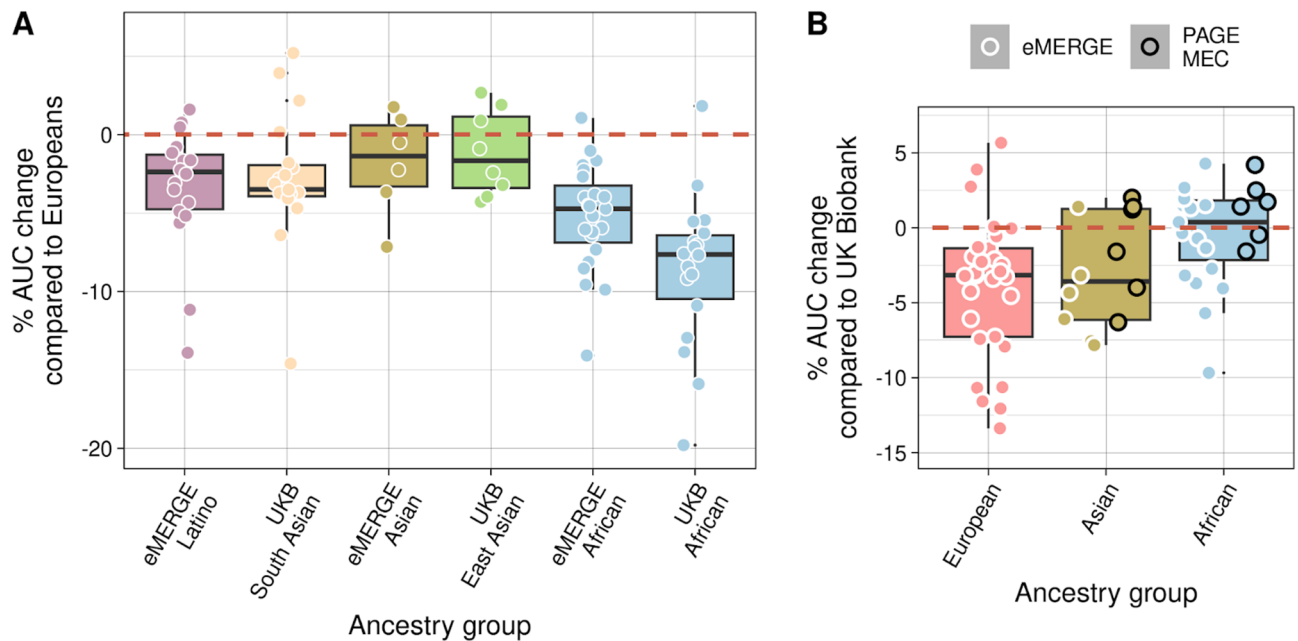 A
% AUC change
compared to Europeans
0
-10
-20
eMERGE
Latino
UKB
South Asian
eMERGE
Asian
UKB
East Asian
eMERGE
African
UKB
African
Ancestry group
B
eMERGE
PAGE
MEC
% AUC change
compared to UK Biobank
5
0
-5
-10
-15
European
Asian
African
Ancestry group